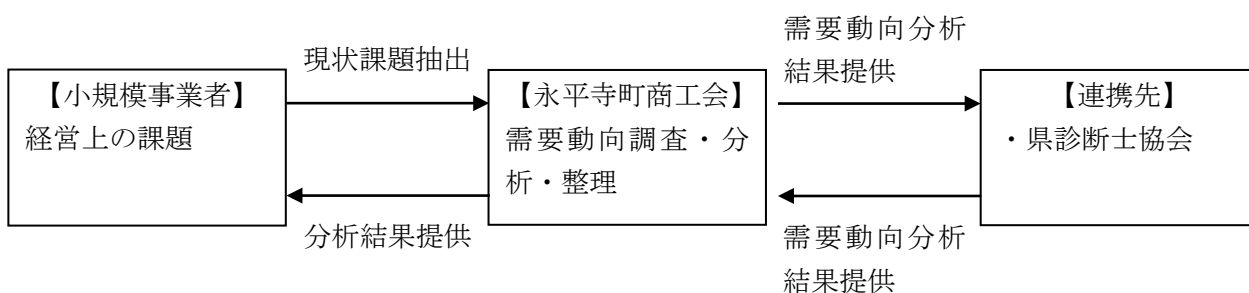 現状課題抽出
需要動向分析
結果提供
【小規模事業者】
経営上の課題
【永平寺町商工会】
需要動向調査・分
析・整理
【連携先】
・県診断士協会
分析結果提供
需要動向分析
結果提供